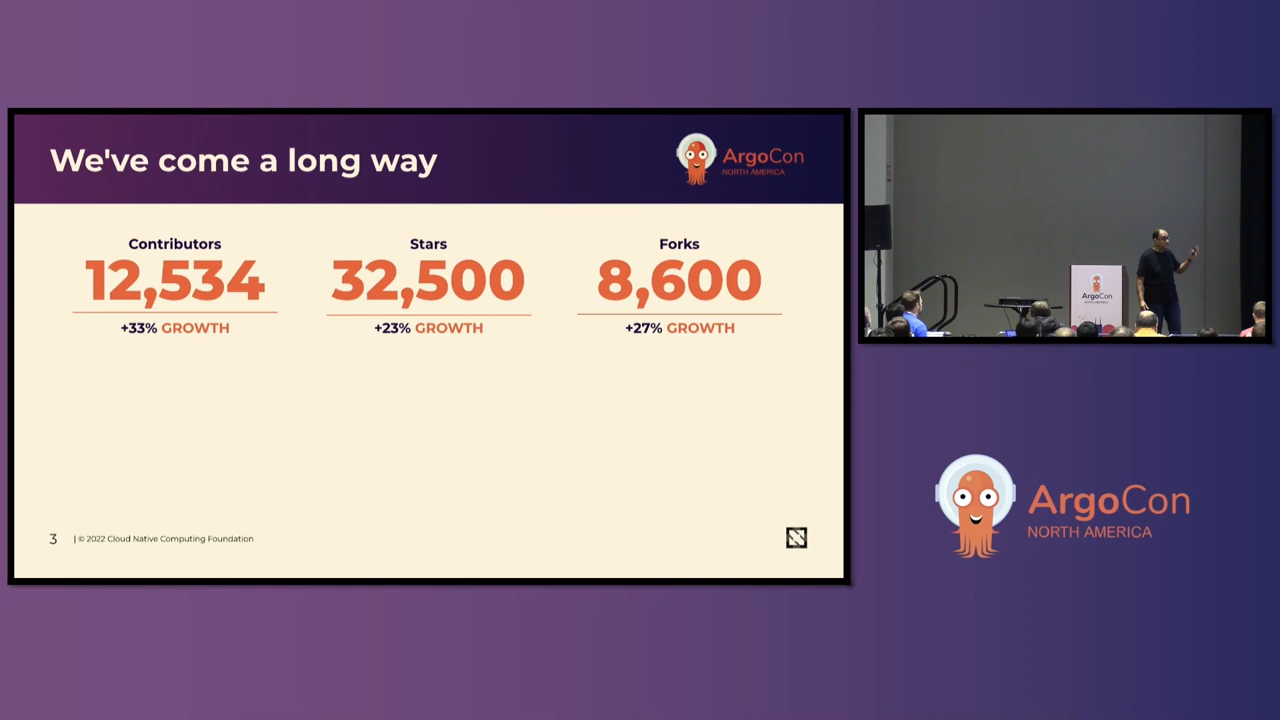 We've come a long way
ArgoCon
NORTH AMERICA
Contributors
12,534
+33% GROWTH
Stars
32,500
+23% GROWTH
Forks
8,600
+27% GROWTH
3 | © 2022 Cloud Native Computing Foundation
ArgoCon
ArgoCon
NORTH AMERICA